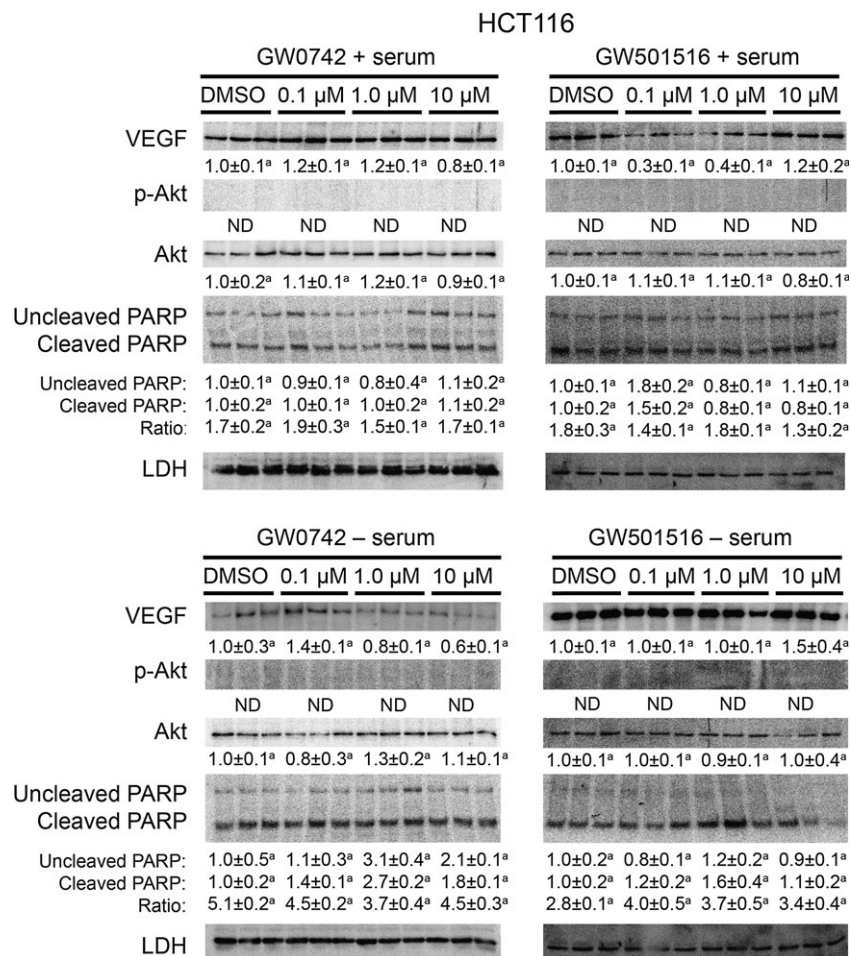 HCT116
GW0742 + serum
GW501516 + serum
DMSO 0.1 µM 1.0 µM 10 µM
DMSO 0.1 µM 1.0 µM 10 µM
VEGF
1.0±0.1ᵃ 1.2±0.1ᵃ 1.2±0.1ᵃ 0.8±0.1ᵃ
1.0±0.1ᵃ 0.3±0.1ᵃ 0.4±0.1ᵃ 1.2±0.2ᵃ
p-Akt
ND ND ND ND
ND ND ND ND
Akt
1.0±0.2ᵃ 1.1±0.1ᵃ 1.2±0.1ᵃ 0.9±0.1ᵃ
1.0±0.1ᵃ 1.1±0.1ᵃ 1.1±0.1ᵃ 0.8±0.1ᵃ
Uncleaved PARP
Cleaved PARP
Uncleaved PARP: 1.0±0.1ᵃ 0.9±0.1ᵃ 0.8±0.4ᵃ 1.1±0.2ᵃ
1.0±0.1ᵃ 1.8±0.2ᵃ 0.8±0.1ᵃ 1.1±0.1ᵃ
Cleaved PARP: 1.0±0.2ᵃ 1.0±0.1ᵃ 1.0±0.2ᵃ 1.1±0.2ᵃ
1.0±0.2ᵃ 1.5±0.2ᵃ 0.8±0.1ᵃ 0.8±0.1ᵃ
Ratio: 1.7±0.2ᵃ 1.9±0.3ᵃ 1.5±0.1ᵃ 1.7±0.1ᵃ
1.8±0.3ᵃ 1.4±0.1ᵃ 1.8±0.1ᵃ 1.3±0.2ᵃ
LDH
GW0742 – serum
GW501516 – serum
DMSO 0.1 µM 1.0 µM 10 µM
DMSO 0.1 µM 1.0 µM 10 µM
VEGF
1.0±0.3ᵃ 1.4±0.1ᵃ 0.8±0.1ᵃ 0.6±0.1ᵃ
1.0±0.1ᵃ 1.0±0.1ᵃ 1.0±0.1ᵃ 1.5±0.4ᵃ
p-Akt
ND ND ND ND
ND ND ND ND
Akt
1.0±0.1ᵃ 0.8±0.3ᵃ 1.3±0.2ᵃ 1.1±0.1ᵃ
1.0±0.1ᵃ 1.0±0.1ᵃ 0.9±0.1ᵃ 1.0±0.4ᵃ
Uncleaved PARP
Cleaved PARP
Uncleaved PARP: 1.0±0.5ᵃ 1.1±0.3ᵃ 3.1±0.4ᵃ 2.1±0.1ᵃ
1.0±0.2ᵃ 0.8±0.1ᵃ 1.2±0.2ᵃ 0.9±0.1ᵃ
Cleaved PARP: 1.0±0.2ᵃ 1.4±0.1ᵃ 2.7±0.2ᵃ 1.8±0.1ᵃ
1.0±0.2ᵃ 1.2±0.2ᵃ 1.6±0.4ᵃ 1.1±0.2ᵃ
Ratio: 5.1±0.2ᵃ 4.5±0.2ᵃ 3.7±0.4ᵃ 4.5±0.3ᵃ
2.8±0.1ᵃ 4.0±0.5ᵃ 3.7±0.5ᵃ 3.4±0.4ᵃ
LDH